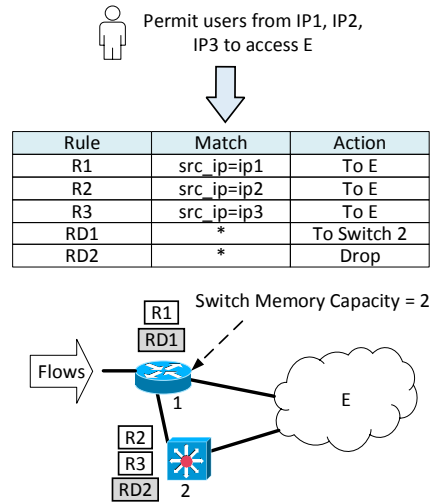 Permit users from IP1, IP2,
IP3 to access E
Rule Match Action
R1 src_ip=ip1 To E
R2 src_ip=ip2 To E
R3 src_ip=ip3 To E
RD1 * To Switch 2
RD2 * Drop
Switch Memory Capacity = 2
R1
RD1
Flows
1
E
R2
R3
RD2
2